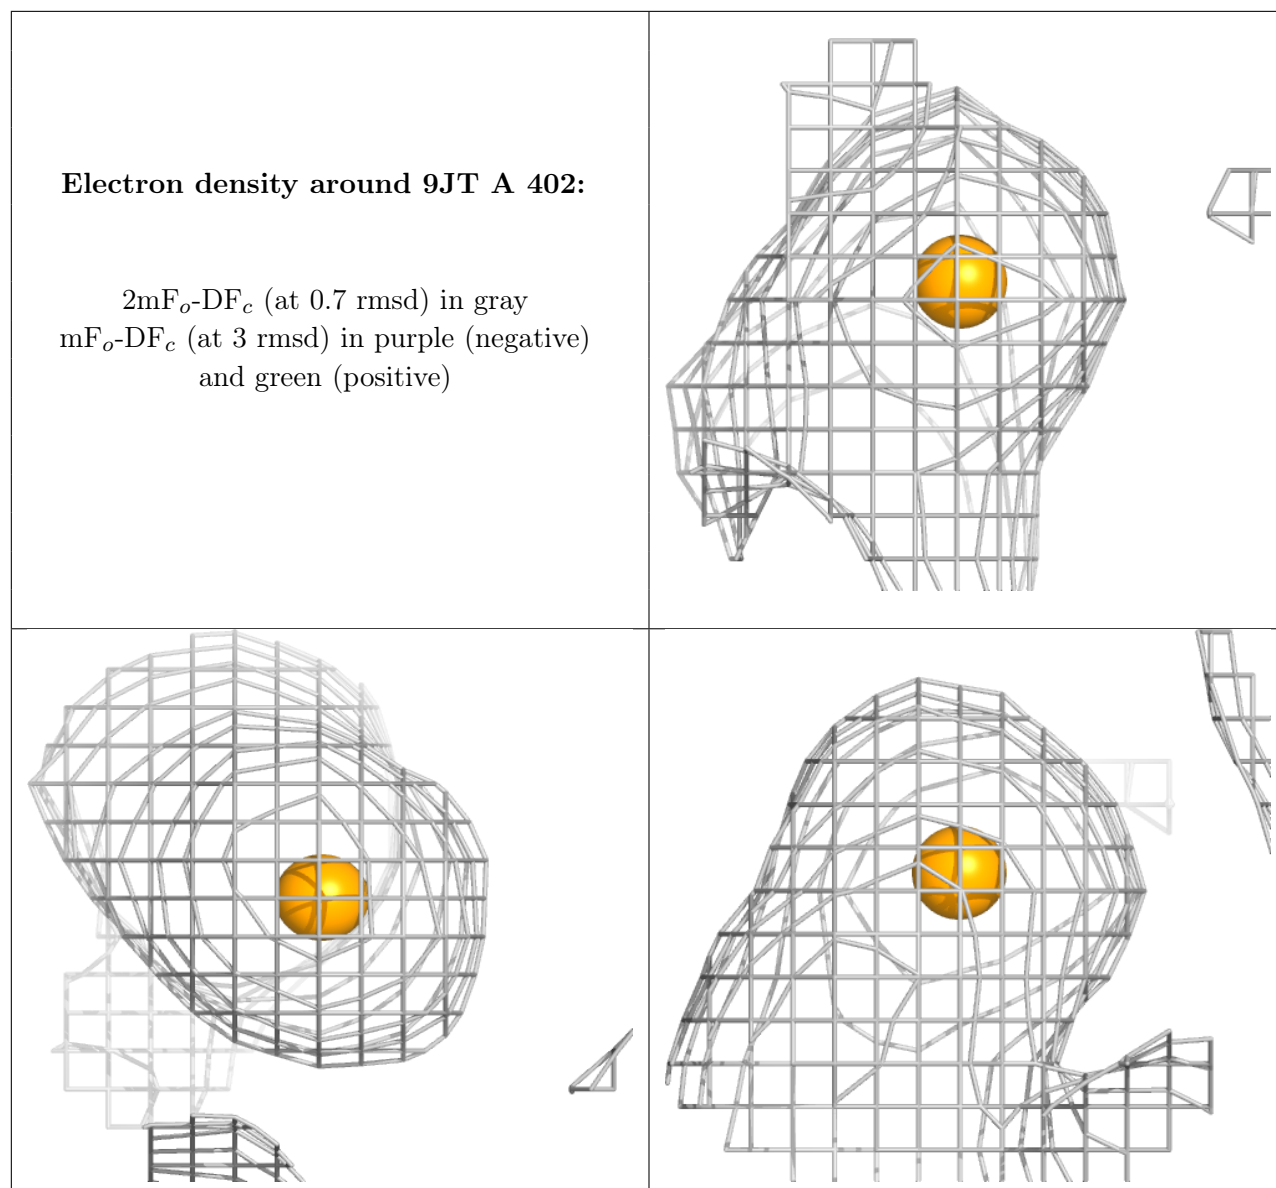 Electron density around 9JT A 402:
2mFo-DFc (at 0.7 rmsd) in gray
mFo-DFc (at 3 rmsd) in purple (negative)
and green (positive)